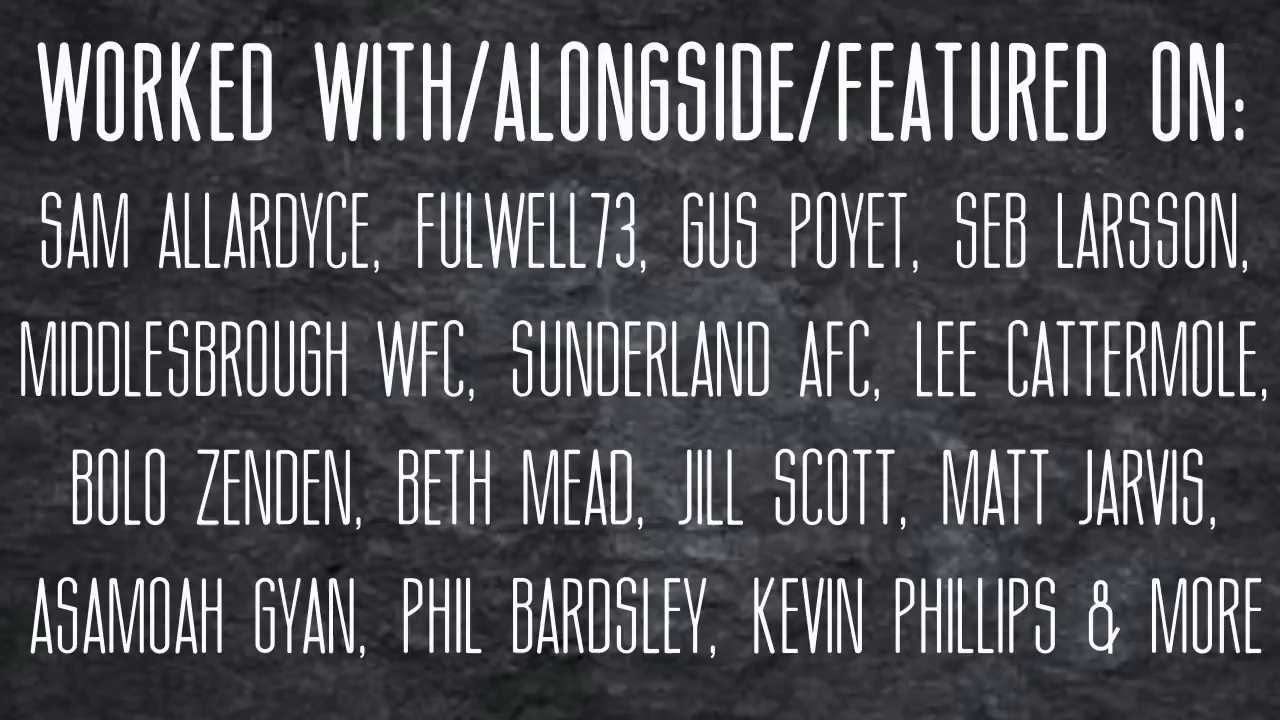 WORKED WITH/ALONGSIDE/FEATURED ON:
SAM ALLARDYCE, FULWELL73, GUS POYET, SEB LARSSON,
MIDDLESBROUGH WFC, SUNDERLAND AFC, LEE CATTERMOLE,
BOLO ZENDEN, BETH MEAD, JILL SCOTT, MATT JARVIS,
ASAMOAH GYAN, PHIL BARDSLEY, KEVIN PHILLIPS & MORE